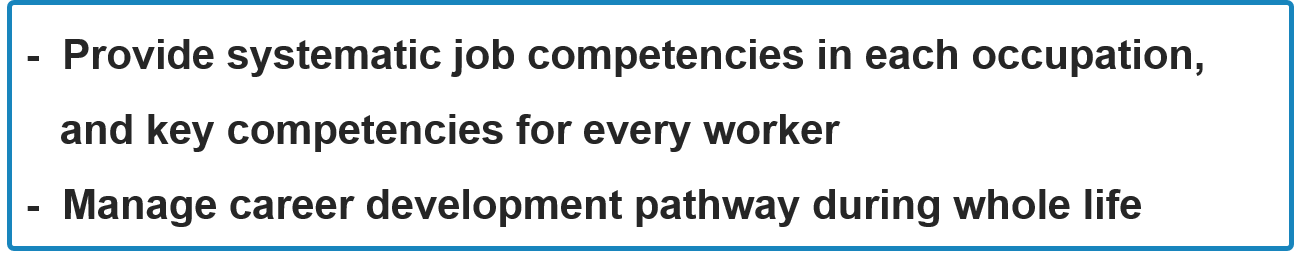 - Provide systematic job competencies in each occupation,
and key competencies for every worker
- Manage career development pathway during whole life